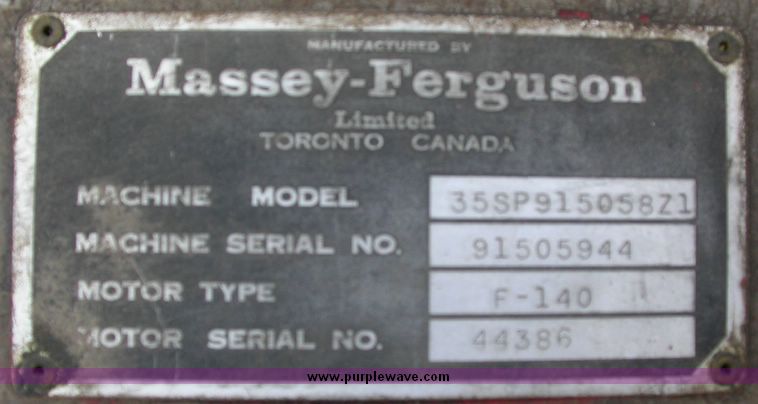 MANUFACTURED BY
Massey-Ferguson
Limited
TORONTO CANADA
MACHINE MODEL 35SP915058Z1
MACHINE SERIAL NO. 91505944
MOTOR TYPE F-140
MOTOR SERIAL NO. 44386
www.purplewave.com